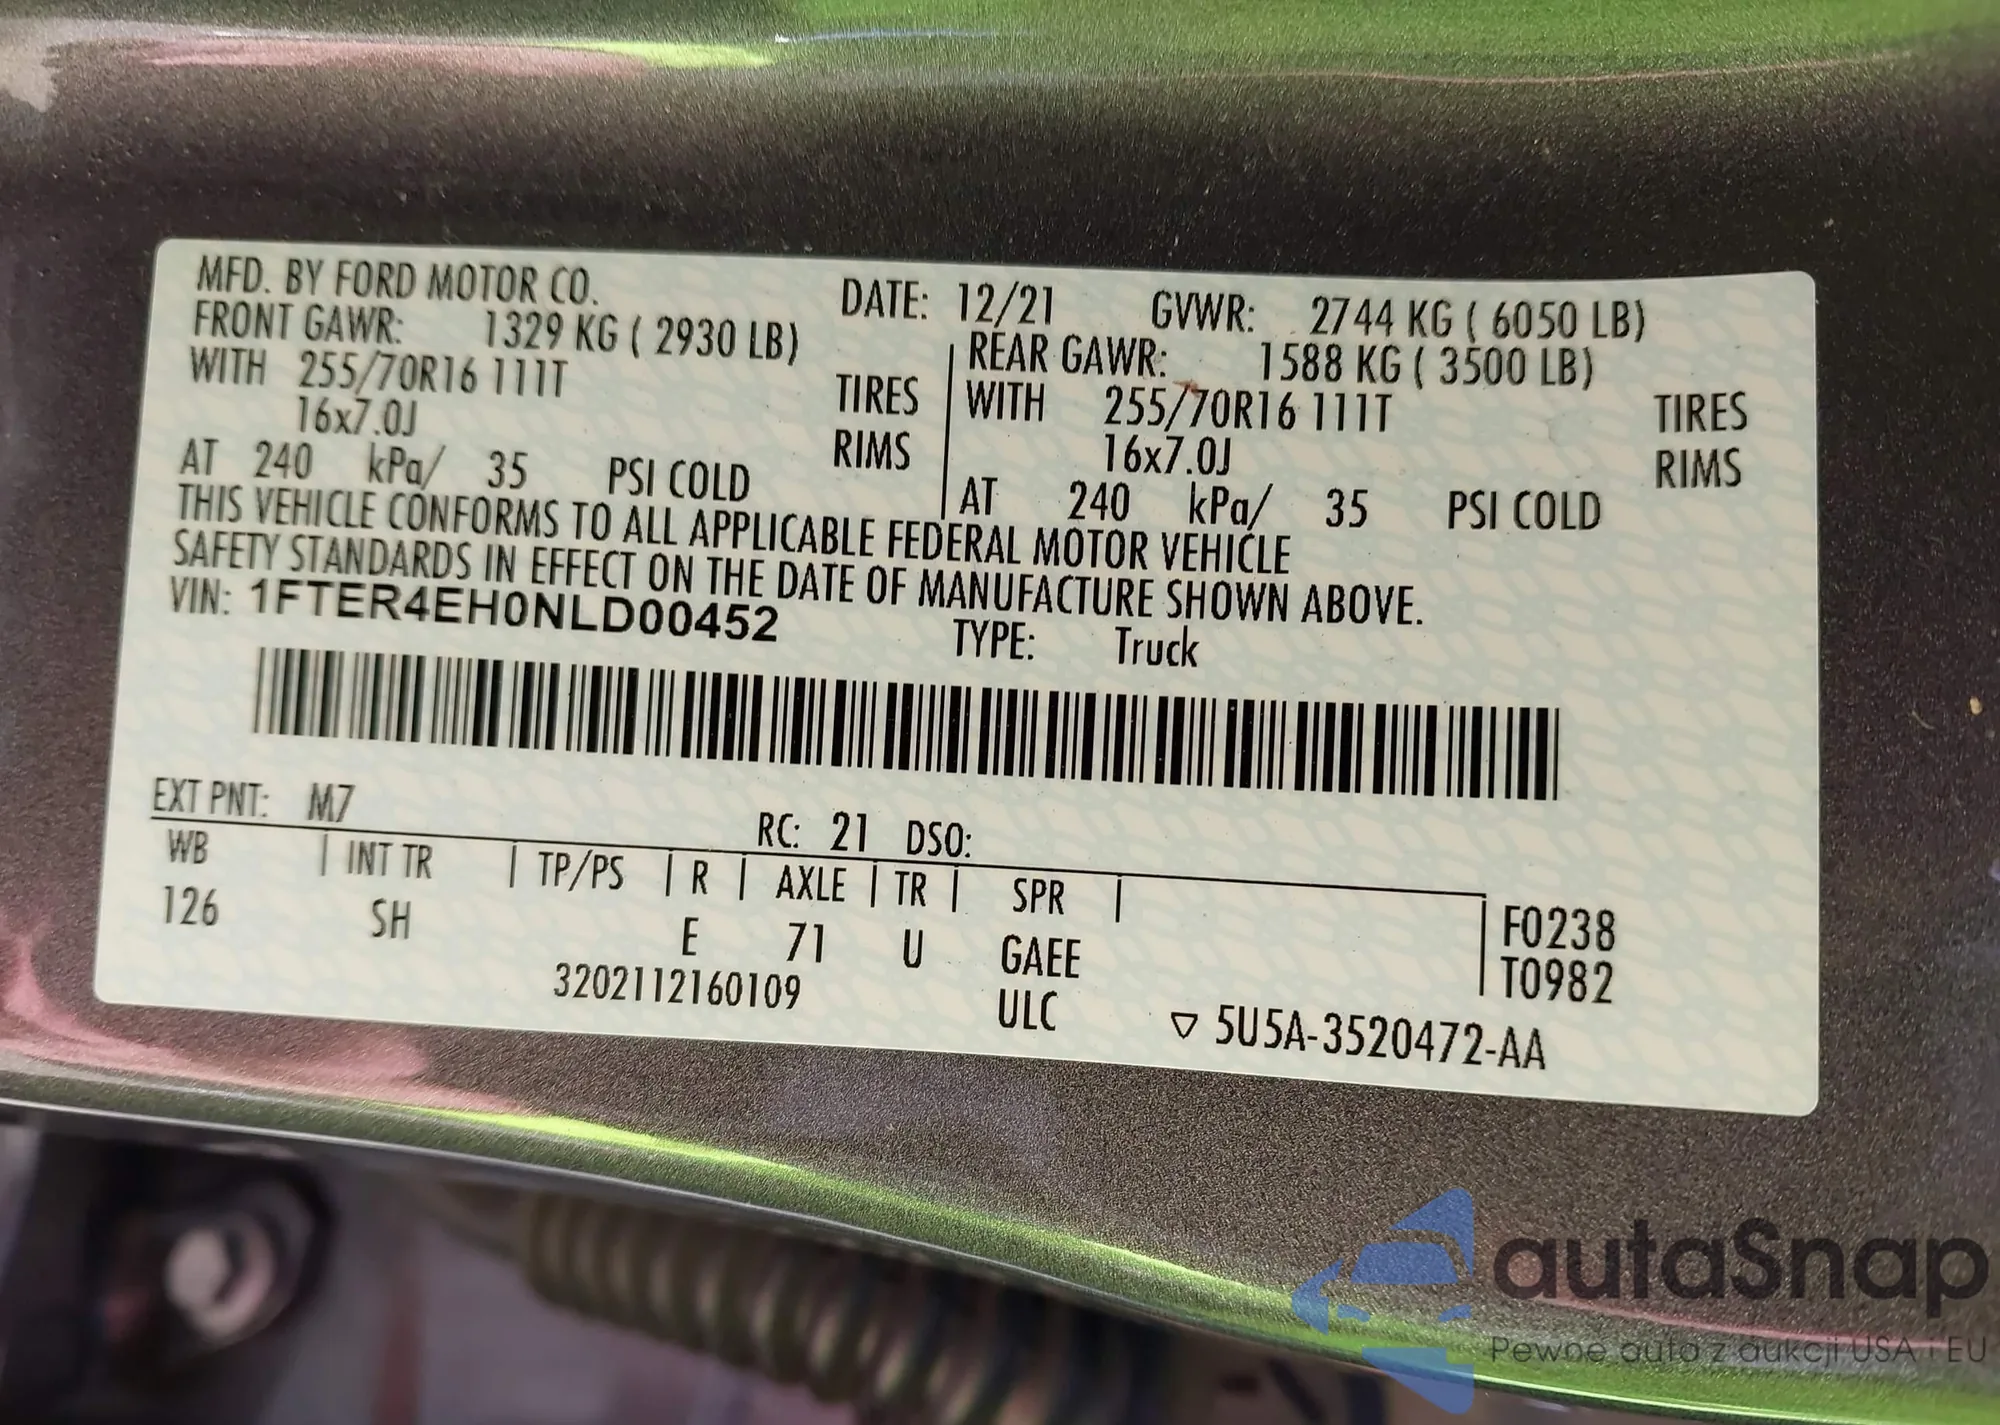 MFD. BY FORD MOTOR CO. DATE: 12/21 GVWR: 2744 KG ( 6050 LB)
FRONT GAWR: 1329 KG ( 2930 LB) REAR GAWR: 1588 KG ( 3500 LB)
WITH 255/70R16 111T TIRES WITH 255/70R16 111T TIRES
16x7.0J RIMS 16x7.0J RIMS
AT 240 kPa/ 35 PSI COLD AT 240 kPa/ 35 PSI COLD
THIS VEHICLE CONFORMS TO ALL APPLICABLE FEDERAL MOTOR VEHICLE
SAFETY STANDARDS IN EFFECT ON THE DATE OF MANUFACTURE SHOWN ABOVE.
VIN: 1FTER4EH0NLD00452 TYPE: Truck
EXT PNT: M7 RC: 21 DSO:
WB | INT TR | TP/PS | R | AXLE | TR | SPR |
126 SH E 71 U GAEE F0238
3202112160109 ULC T0982
▽ 5U5A-3520472-AA
autaSnap
Pewne auto z aukcji USA i EU